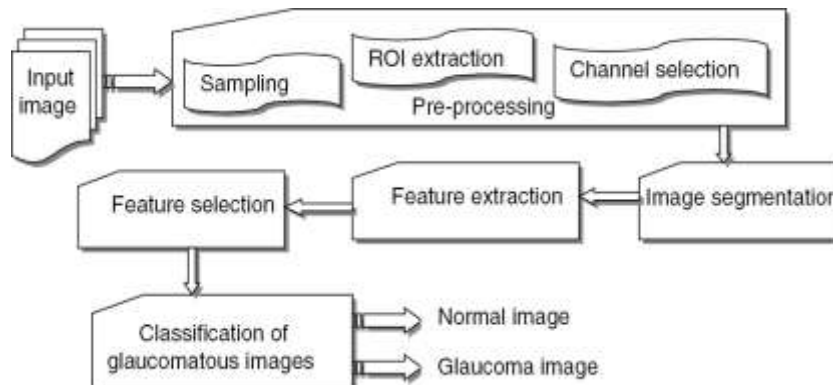 Input
image
Sampling
ROI extraction
Channel selection
Pre-processing
Image segmentation
Feature extraction
Feature selection
Classification of
glaucomatous images
Normal image
Glaucoma image